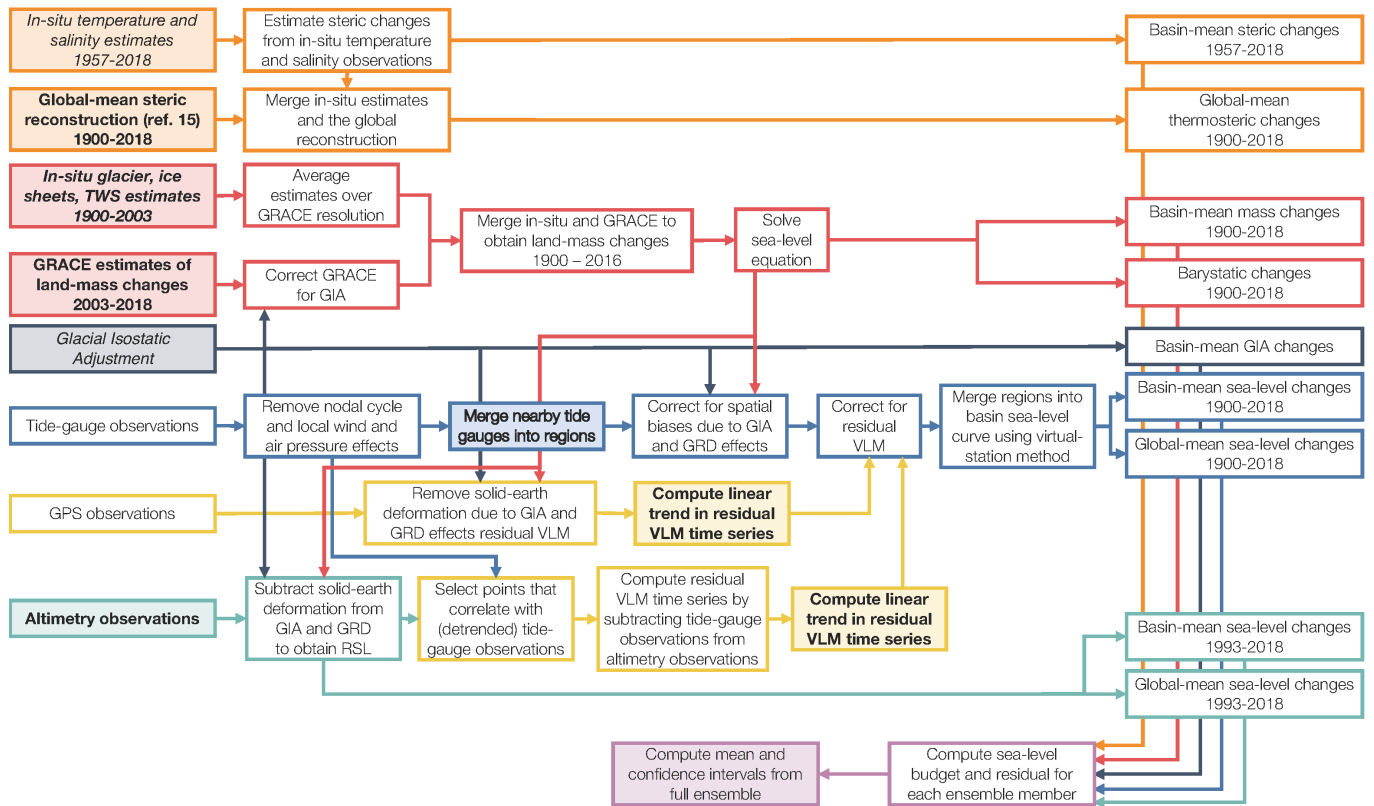 In-situ temperature and
salinity estimates
1957-2018
Estimate steric changes
from in-situ temperature
and salinity observations
Basin-mean steric changes
1957-2018
Global-mean steric
reconstruction (ref. 15)
1900-2018
Merge in-situ estimates
and the global
reconstruction
Global-mean
thermosteric changes
1900-2018
In-situ glacier, ice
sheets, TWS estimates
1900-2003
Average
estimates over
GRACE resolution
Merge in-situ and GRACE to
obtain land-mass changes
1900 – 2016
Solve
sea-level
equation
Basin-mean mass changes
1900-2018
GRACE estimates of
land-mass changes
2003-2018
Correct GRACE
for GIA
Barystatic changes
1900-2018
Glacial Isostatic
Adjustment
Basin-mean GIA changes
Tide-gauge observations
Remove nodal cycle
and local wind and
air pressure effects
Merge nearby tide
gauges into regions
Correct for spatial
biases due to GIA
and GRD effects
Correct for
residual
VLM
Merge regions into
basin sea-level
curve using virtual-
station method
Basin-mean sea-level changes
1900-2018
Global-mean sea-level changes
1900-2018
GPS observations
Remove solid-earth
deformation due to GIA and
GRD effects residual VLM
Compute linear
trend in residual
VLM time series
Altimetry observations
Subtract solid-earth
deformation from
GIA and GRD
to obtain RSL
Select points that
correlate with
(detrended) tide-
gauge observations
Compute residual
VLM time series by
subtracting tide-gauge
observations from
altimetry observations
Compute linear
trend in residual
VLM time series
Basin-mean sea-level changes
1993-2018
Global-mean sea-level changes
1993-2018
Compute mean and
confidence intervals from
full ensemble
Compute sea-level
budget and residual for
each ensemble member